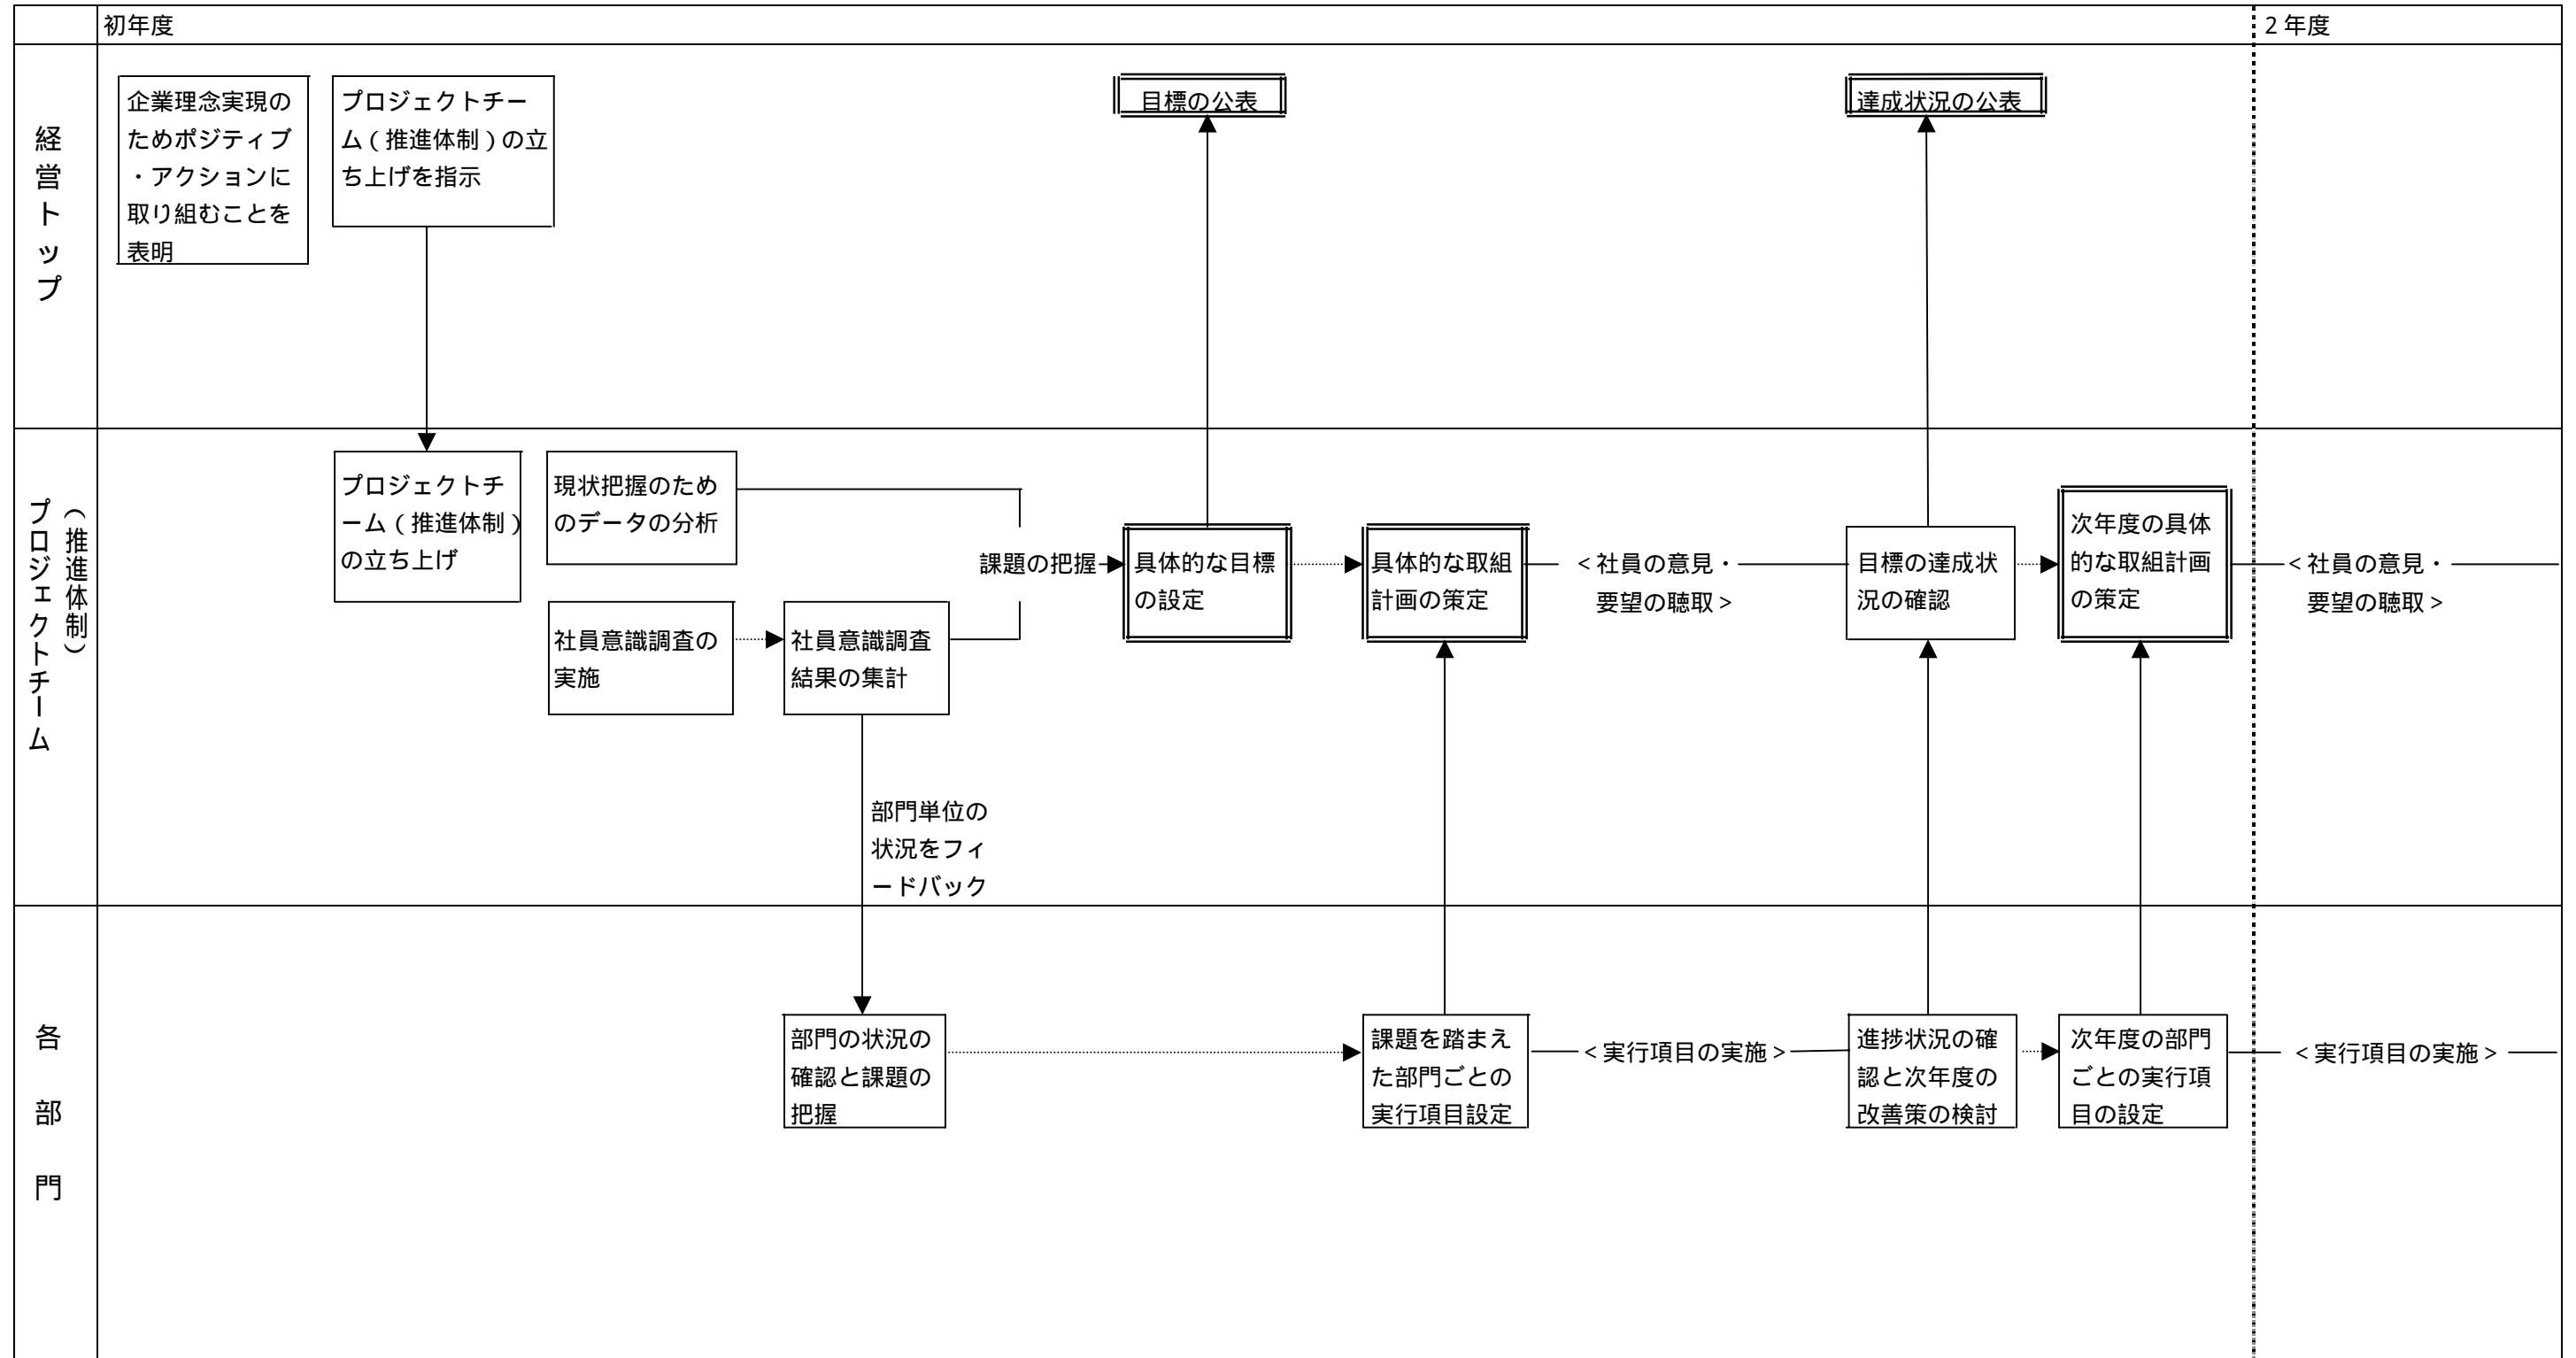 初年度
2年度
経営トップ
企業理念実現の
ためポジティブ
・アクションに
取り組むことを
表明
プロジェクトチー
ム(推進体制)の立
ち上げを指示
目標の公表
達成状況の公表
プロジェクトチーム
(推進体制)
プロジェクトチ
ーム(推進体制)
の立ち上げ
現状把握のため
のデータの分析
社員意識調査の
実施
社員意識調査
結果の集計
課題の把握
具体的な目標
の設定
具体的な取組
計画の策定
<社員の意見・
要望の聴取>
目標の達成状
況の確認
次年度の具体
的な取組計画
の策定
<社員の意見・
要望の聴取>
部門単位の
状況をフィ
ードバック
各部門
部門の状況の
確認と課題の
把握
課題を踏まえ
た部門ごとの
実行項目設定
<実行項目の実施>
進捗状況の確
認と次年度の
改善策の検討
次年度の部門
ごとの実行項
目の設定
<実行項目の実施>